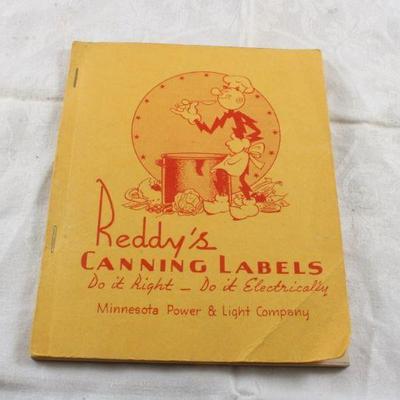 Reddy's
CANNING LABELS
Do it Right - Do it Electrically
Minnesota Power & Light Company